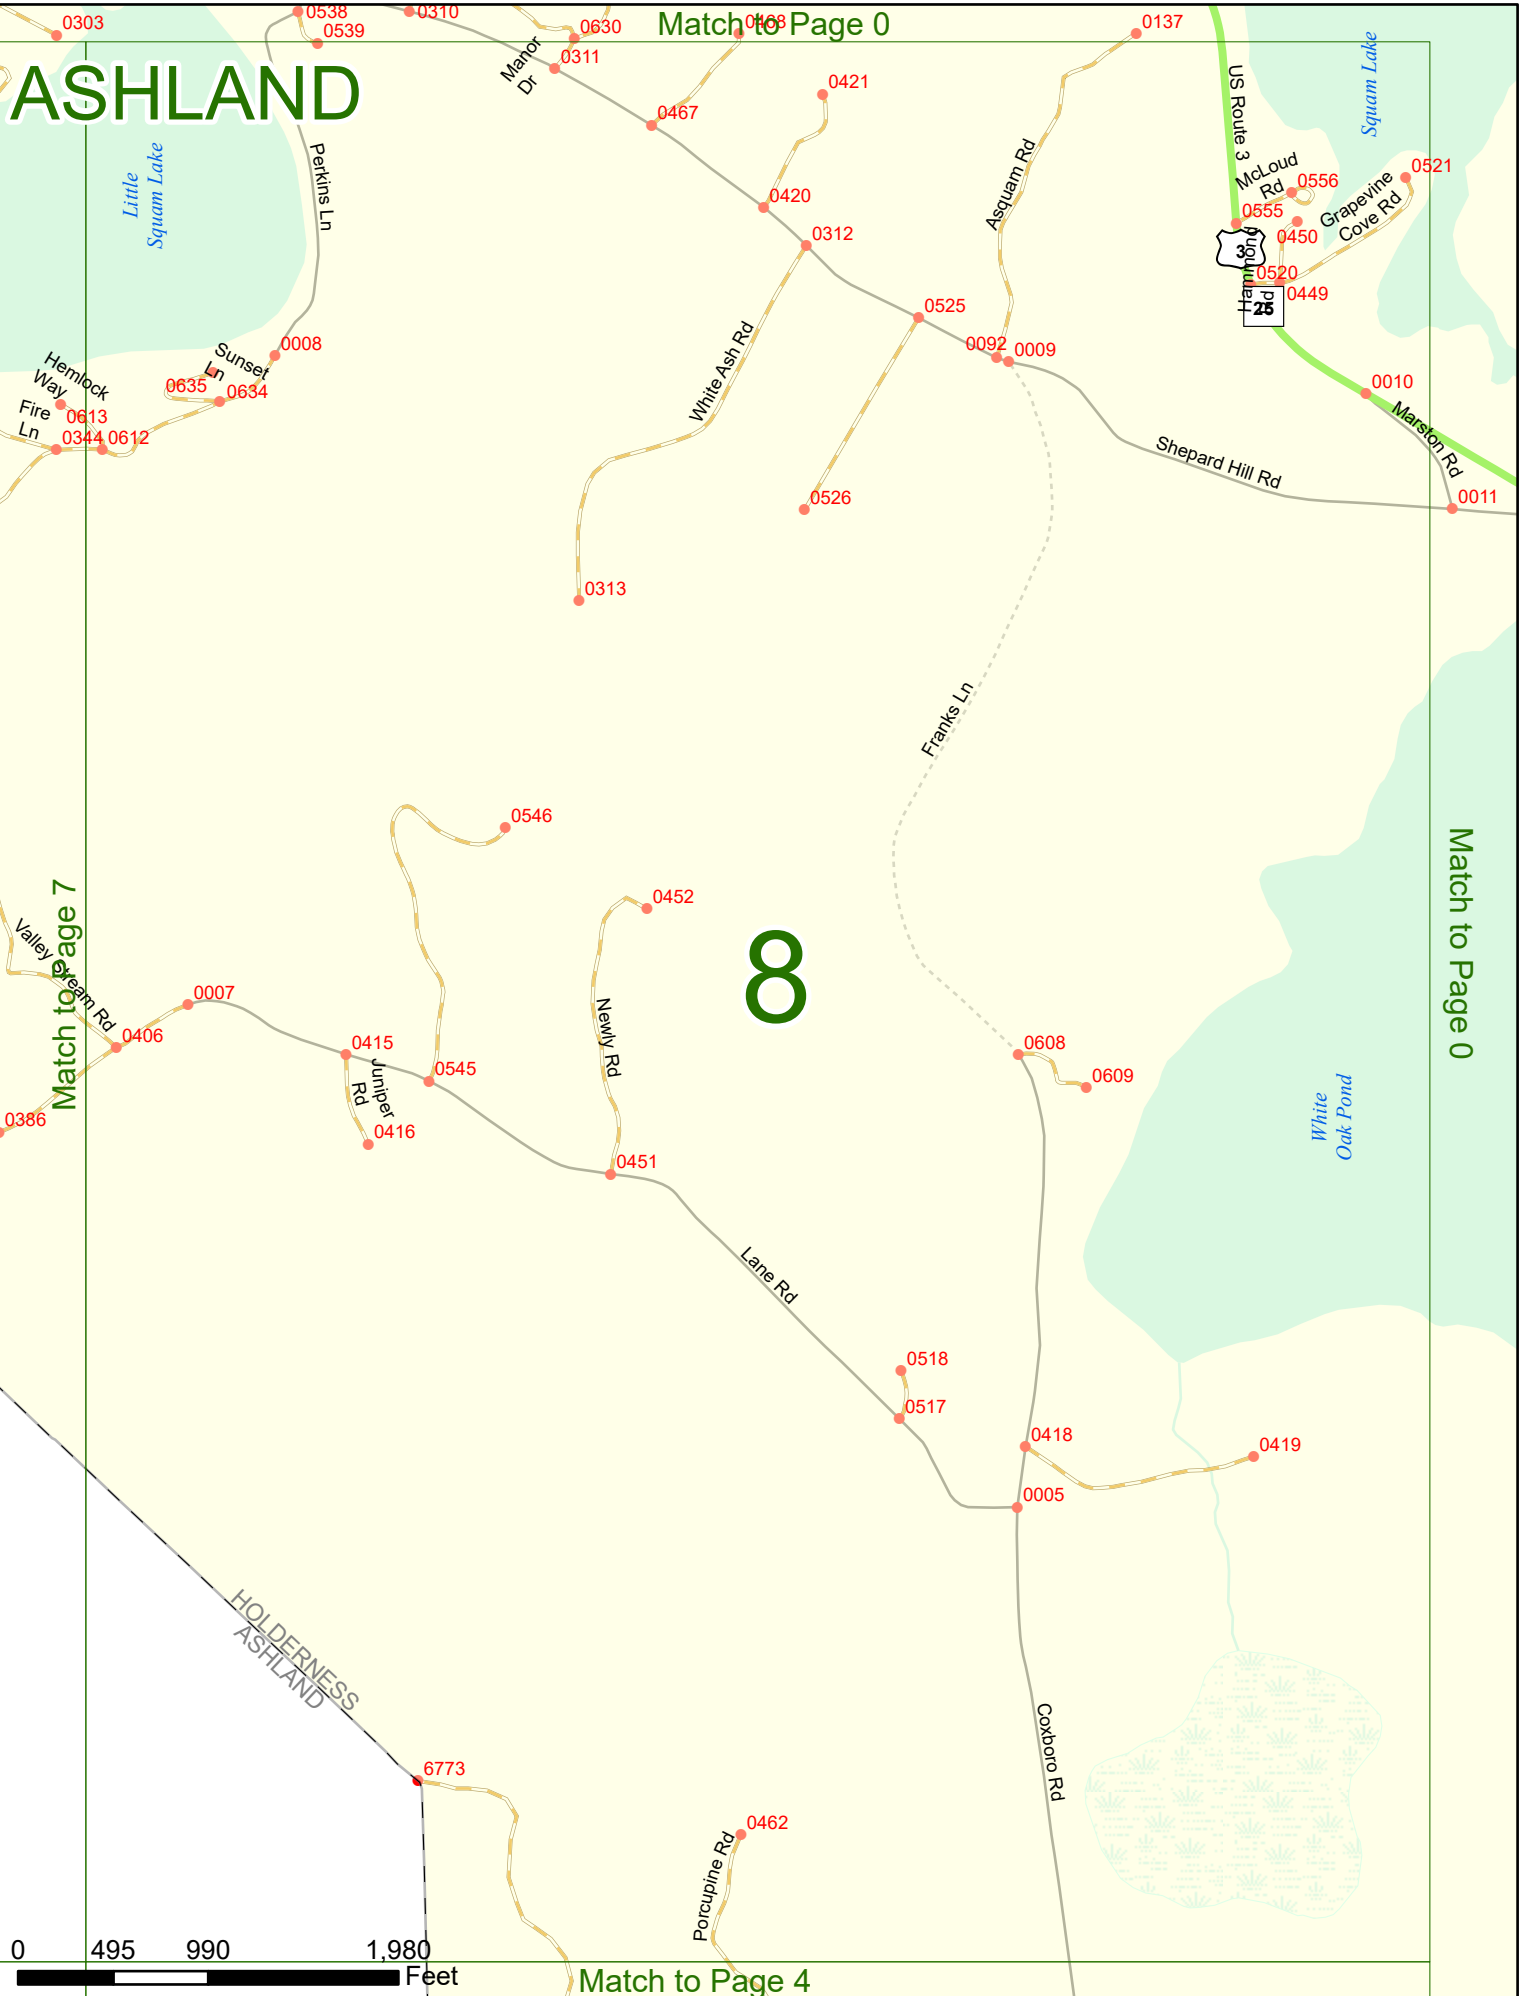 0303
0538
0310
0539
0630
Match to Page 0
0468
0137
Manor
Dr
0311
ASHLAND
0467
0421
US Route 3
Squam Lake
Little
Squam Lake
Perkins Ln
Asquam Rd
McLoud
Rd
0556
0521
Grapevine
Cove Rd
0420
0555
0450
0312
3
Hammond
Rd
0520
0449
25
0525
0092
0009
0008
Sunset
Ln
0635
0634
Hemlock
Way
0613
Fire
Ln
0344
0612
White Ash Rd
0010
Marston Rd
Shepard Hill Rd
0011
0526
0313
Franks Ln
0546
0452
Match to Page 7
Match to Page 0
Valley Stream Rd
8
0007
0406
Newly Rd
0415
Juniper
Rd
0545
0608
0609
0386
0416
White
Oak Pond
0451
Lane Rd
0518
0517
0418
0419
0005
HOLDERNESS
ASHLAND
Coxboro Rd
6773
0462
Porcupine Rd
0 495 990 1,980
Feet
Match to Page 4